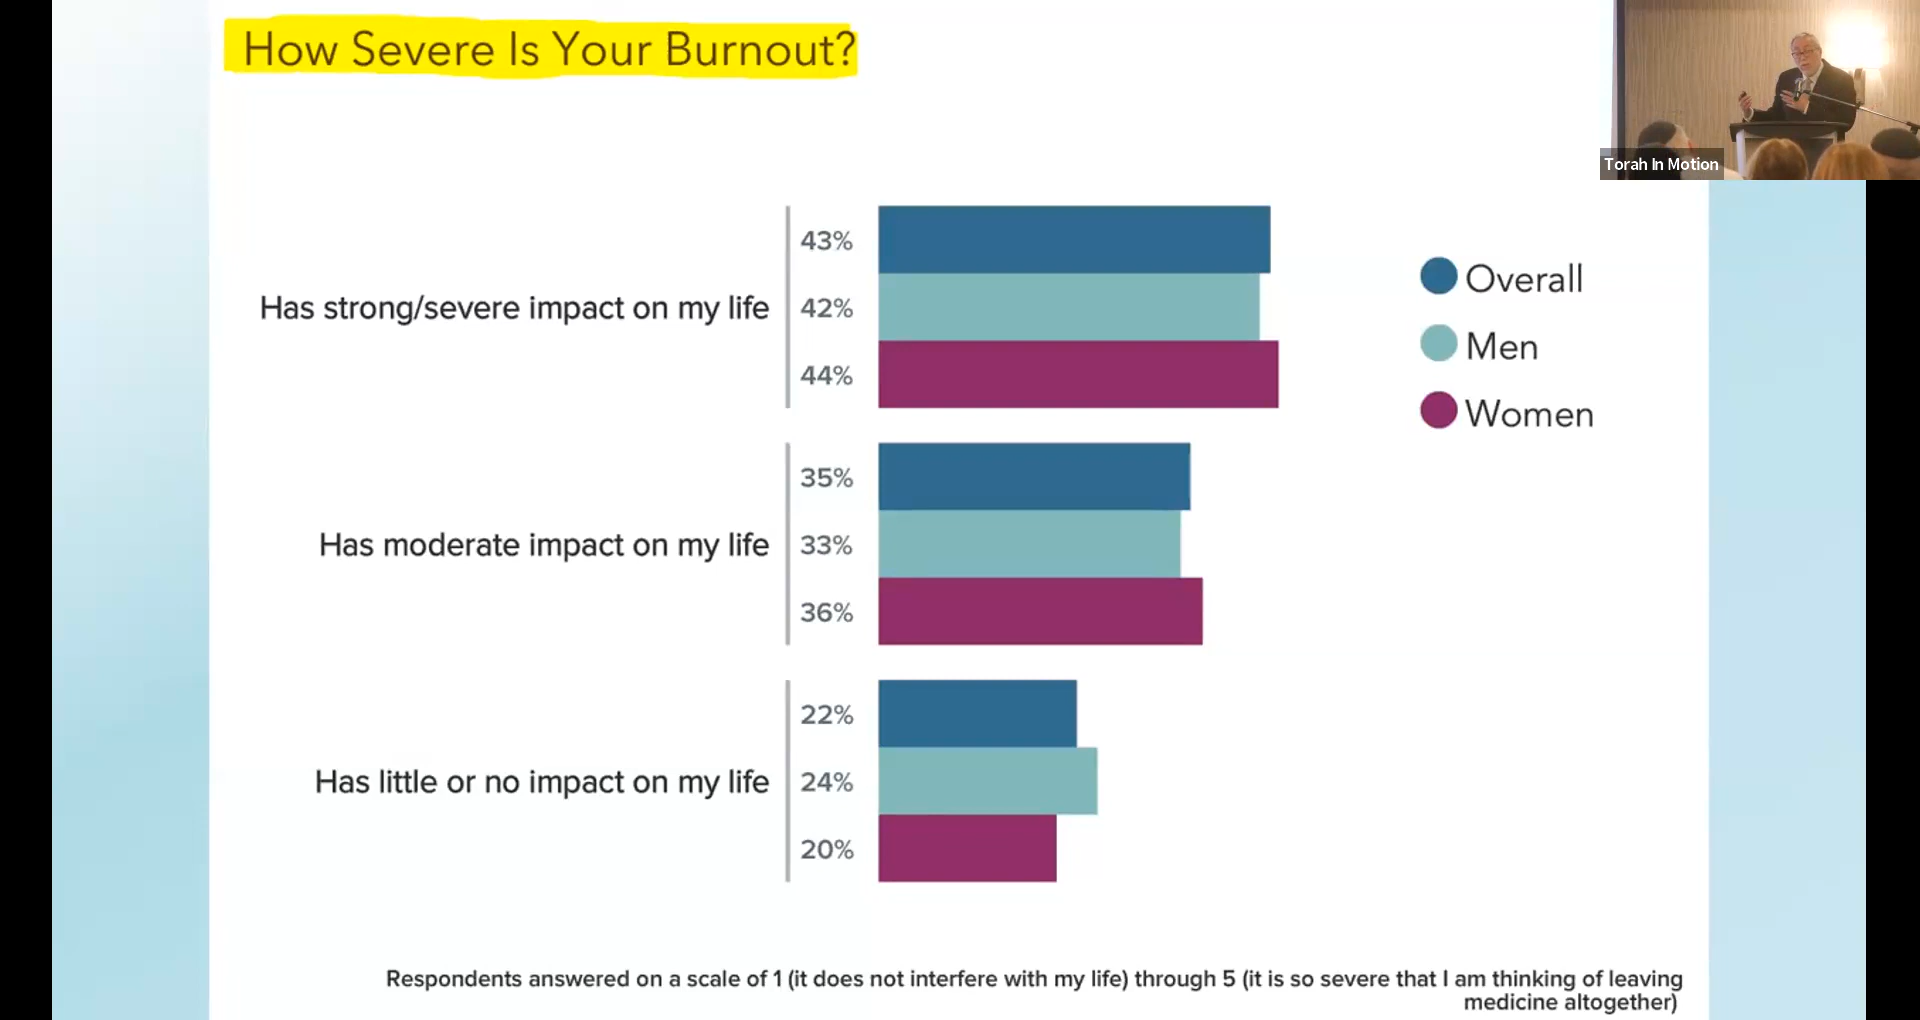 How Severe Is Your Burnout?
Torah In Motion
43%
Has strong/severe impact on my life
42%
44%
Overall
Men
Women
35%
Has moderate impact on my life
33%
36%
22%
Has little or no impact on my life
24%
20%
Respondents answered on a scale of 1 (it does not interfere with my life) through 5 (it is so severe that I am thinking of leaving
medicine altogether)